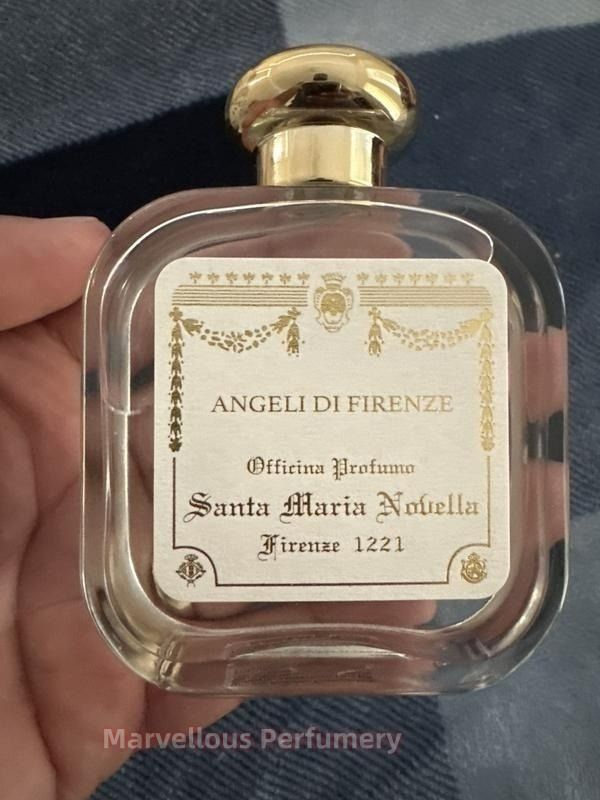 ANGELI DI FIRENZE
Officina Profumo
Santa Maria Novella
Firenze 1221
Marvellous Perfumery